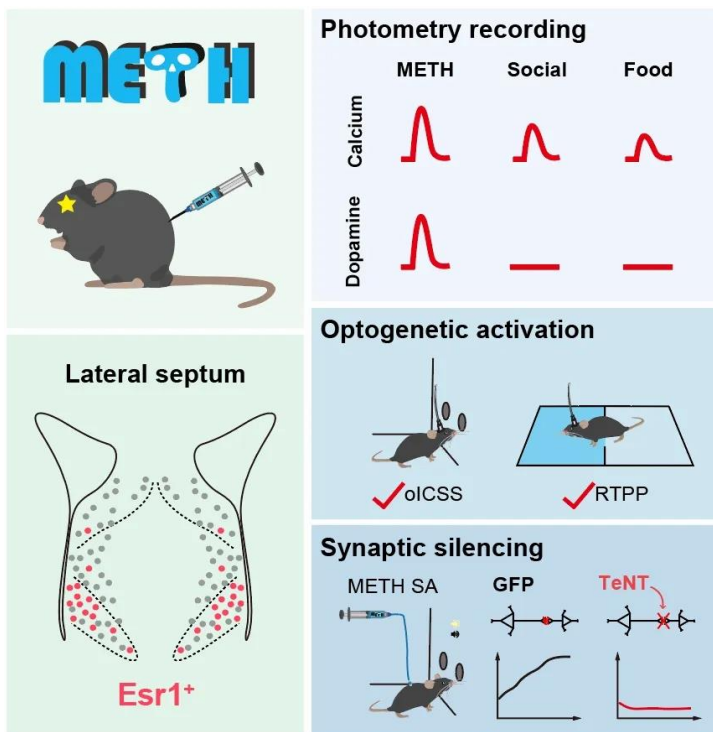 METH
METH
Lateral septum
Esr1⁺
Photometry recording
METH Social Food
Calcium
Dopamine
Optogenetic activation
oICSS
RTPP
Synaptic silencing
METH SA
GFP
TeNT